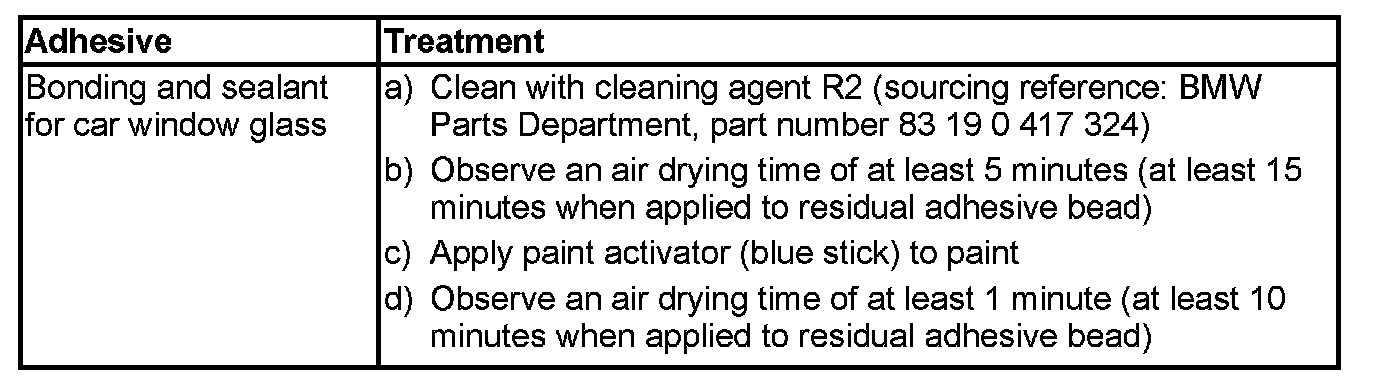 Adhesive
Treatment
Bonding and sealant
for car window glass
a) Clean with cleaning agent R2 (sourcing reference: BMW
Parts Department, part number 83 19 0 417 324)
b) Observe an air drying time of at least 5 minutes (at least 15
minutes when applied to residual adhesive bead)
c) Apply paint activator (blue stick) to paint
d) Observe an air drying time of at least 1 minute (at least 10
minutes when applied to residual adhesive bead)